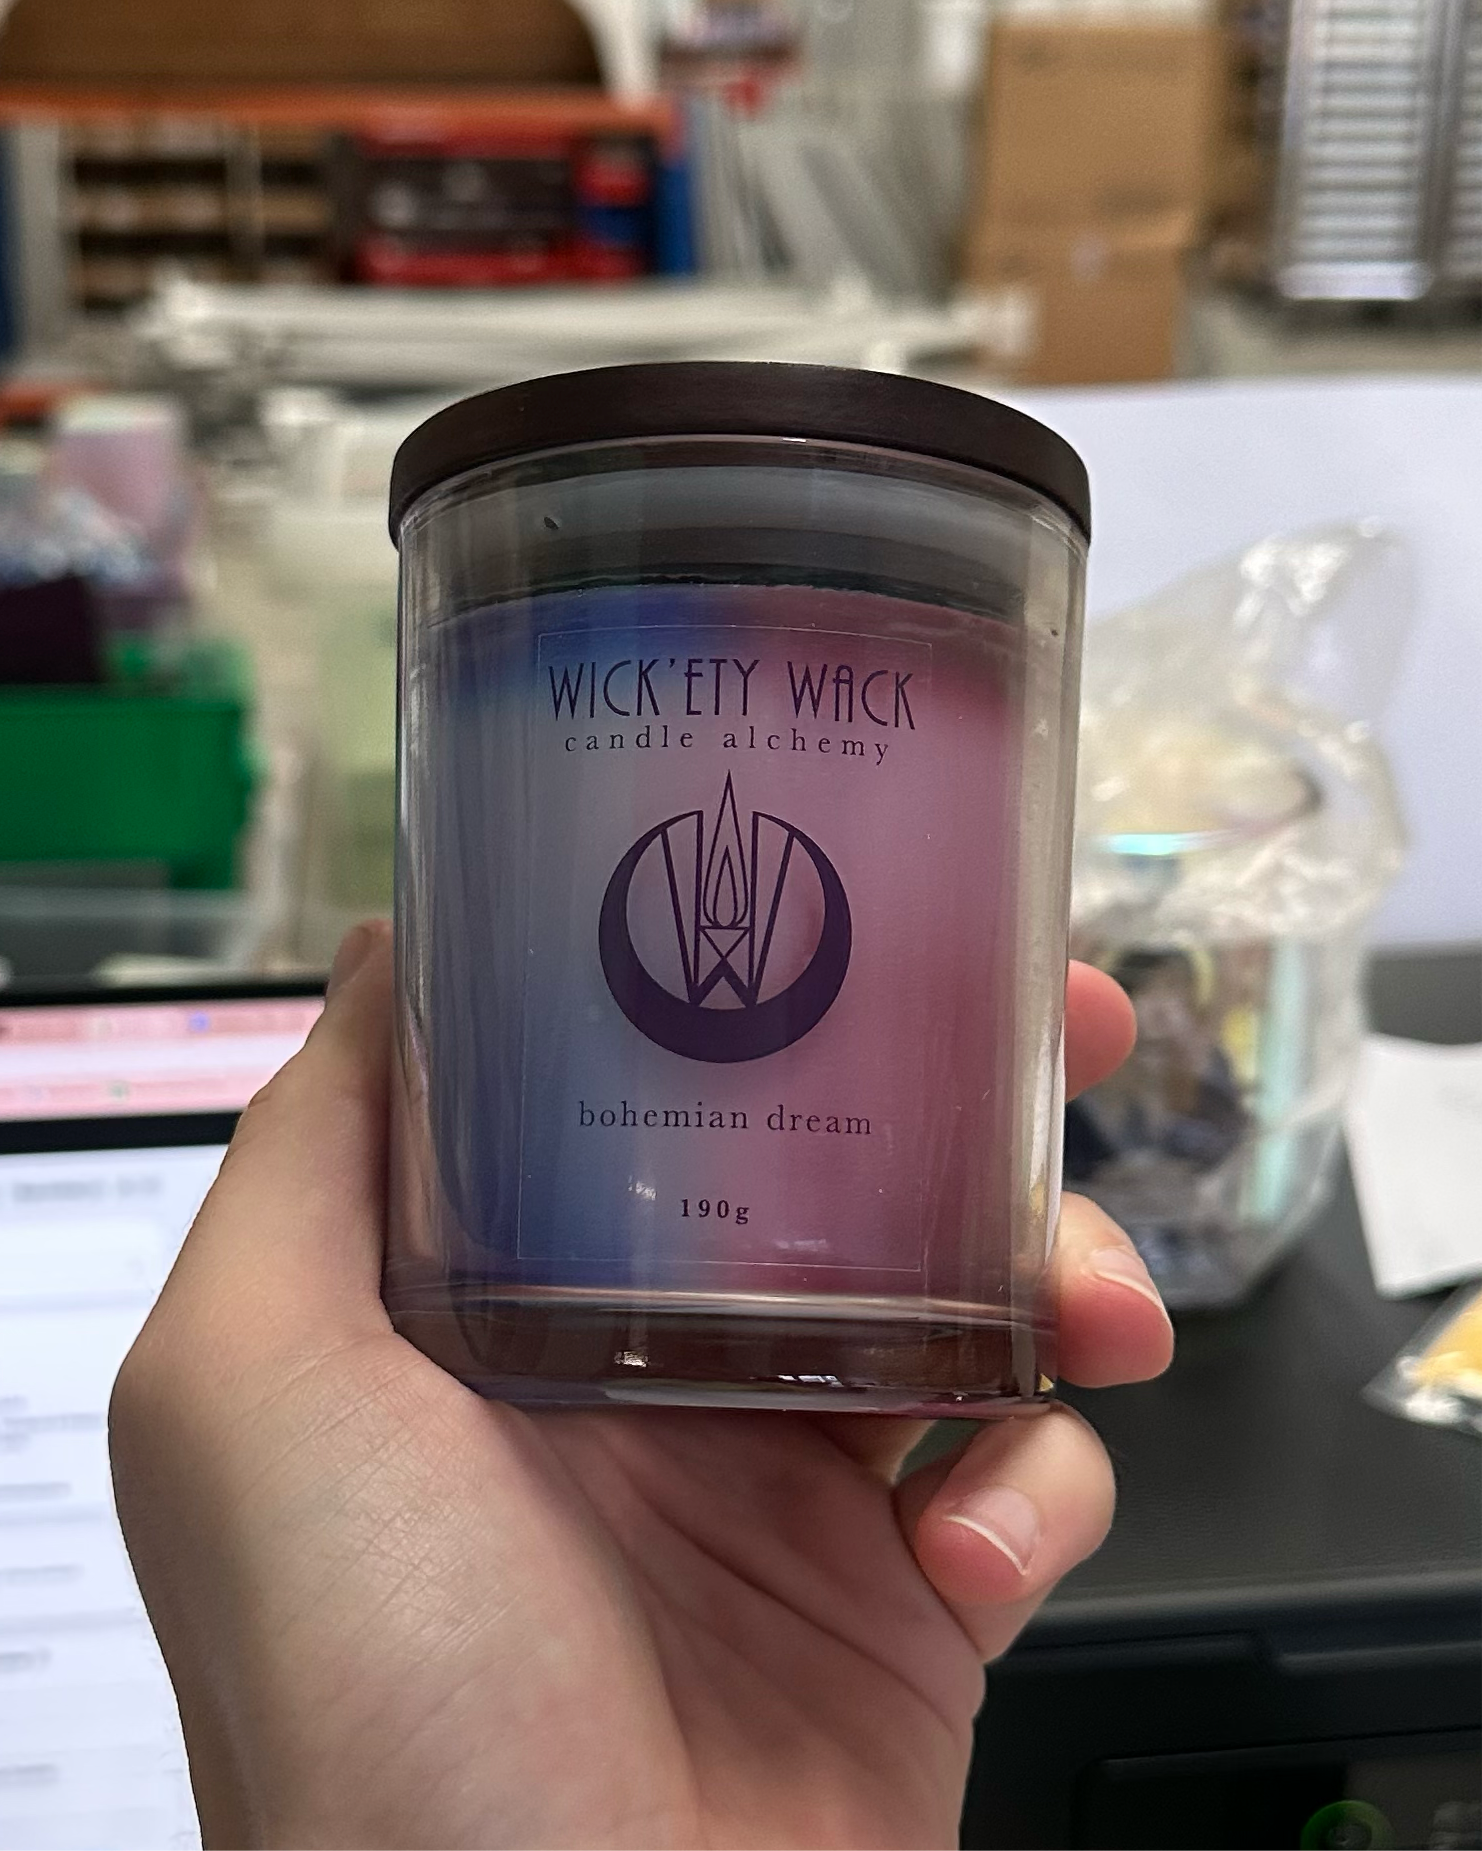 WICK'ETY WACK
candle alchemy
bohemian dream
190g